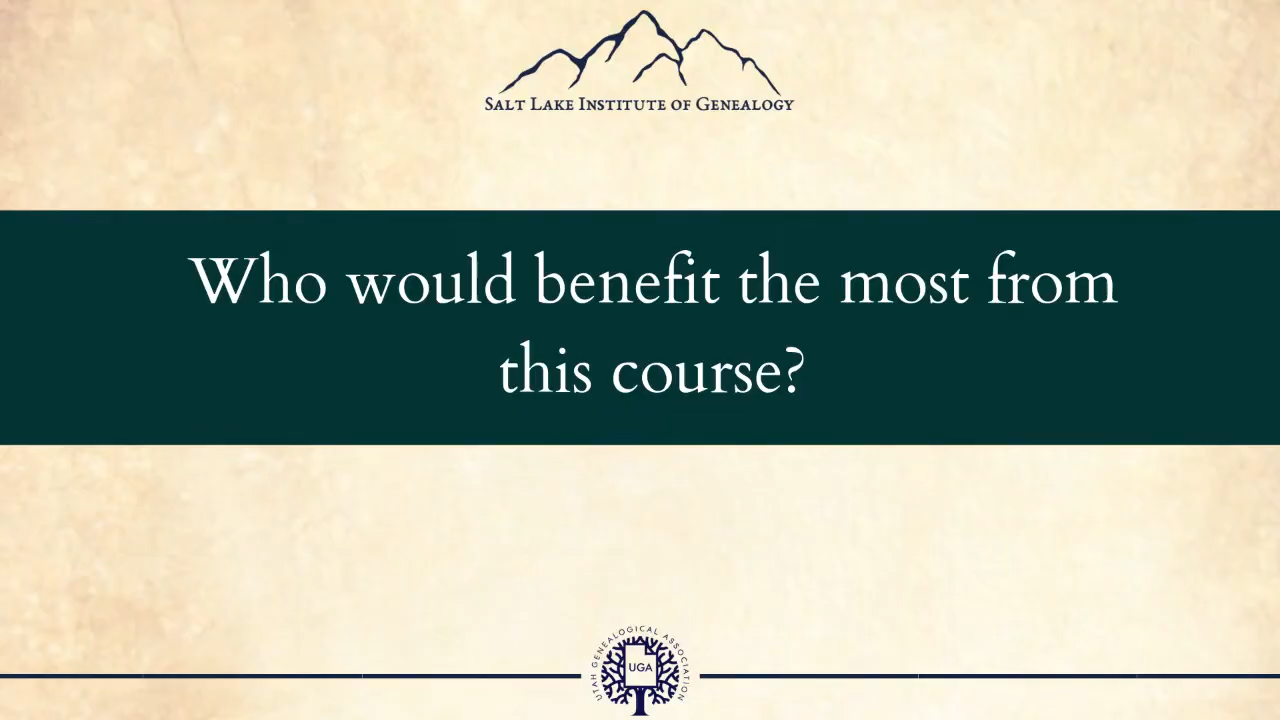 Salt Lake Institute of Genealogy
Who would benefit the most from
this course?
UTAH GENEALOGICAL ASSOCIATION
UGA